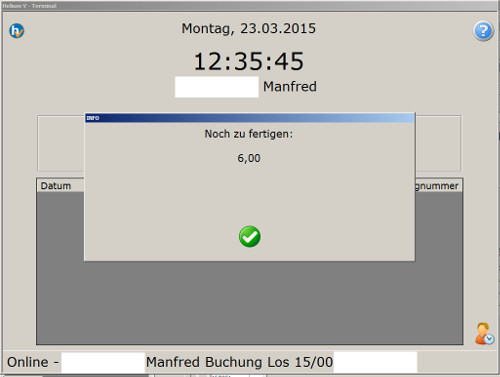 Helium V - Terminal
Montag, 23.03.2015
12:35:45
Manfred
INFO
Noch zu fertigen:
6,00
Datum
gnummer
Online - Manfred Buchung Los 15/00